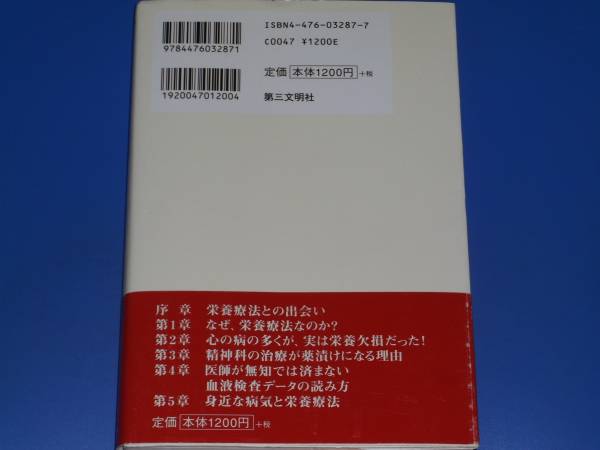 ISBN4-476-03287-7
9784476032871
C0047 ¥1200E
定価 本体1200円 +税
1920047012004
第三文明社
序 章 栄養療法との出会い
第1章 なぜ、栄養療法なのか?
第2章 心の病の多くが、実は栄養欠損だった!
第3章 精神科の治療が薬漬けになる理由
第4章 医師が無知では済まない
血液検査データの読み方
第5章 身近な病気と栄養療法
定価 本体1200円 +税